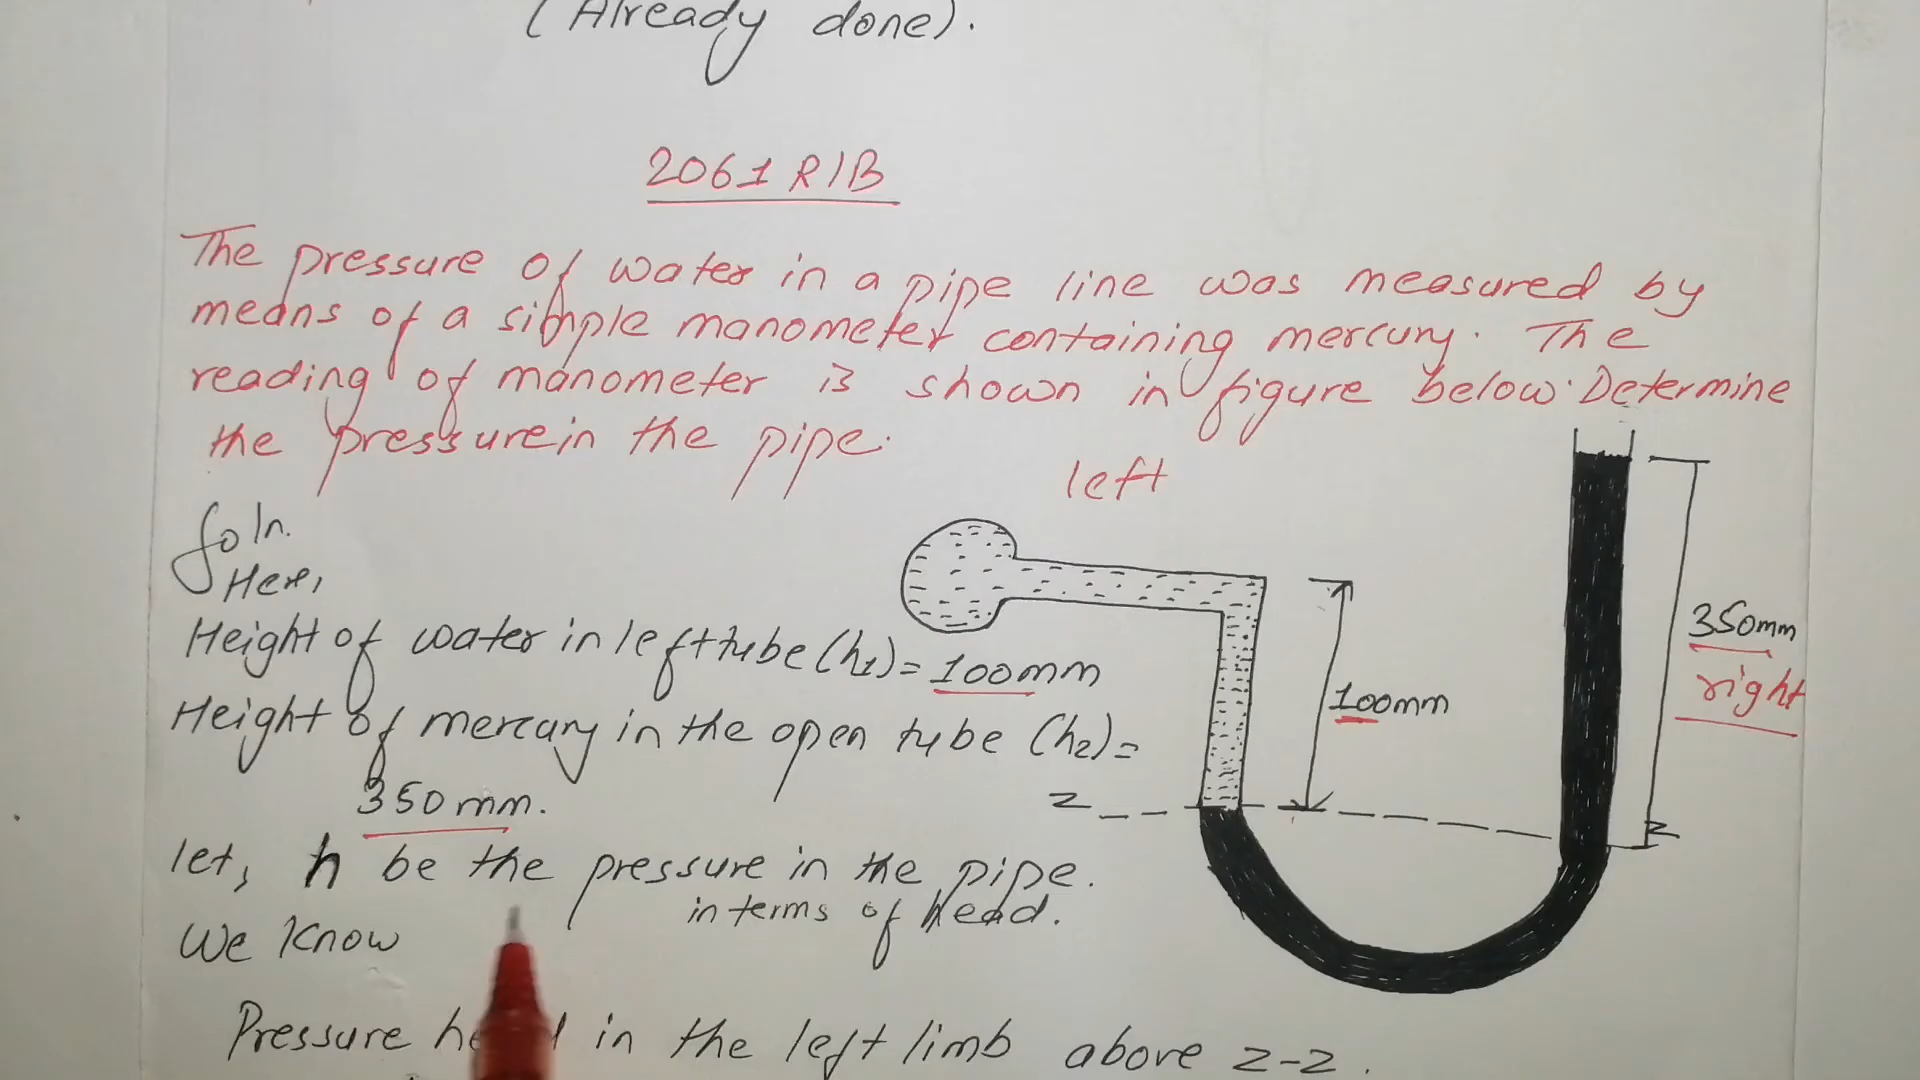 (Already done).
2061 R/B
The pressure of water in a pipe line was measured by
means of a simple manometer containing mercury. The
reading of manometer is shown in figure below. Determine
the pressure in the pipe.
left
Soln.
Here,
Height of water in left tube (h1) = 100mm
Height of mercury in the open tube (h2) =
350mm.
let, h be the pressure in the pipe.
in terms of head.
We know
Pressure in the left limb above z-z.
350mm
right
100mm
z
z